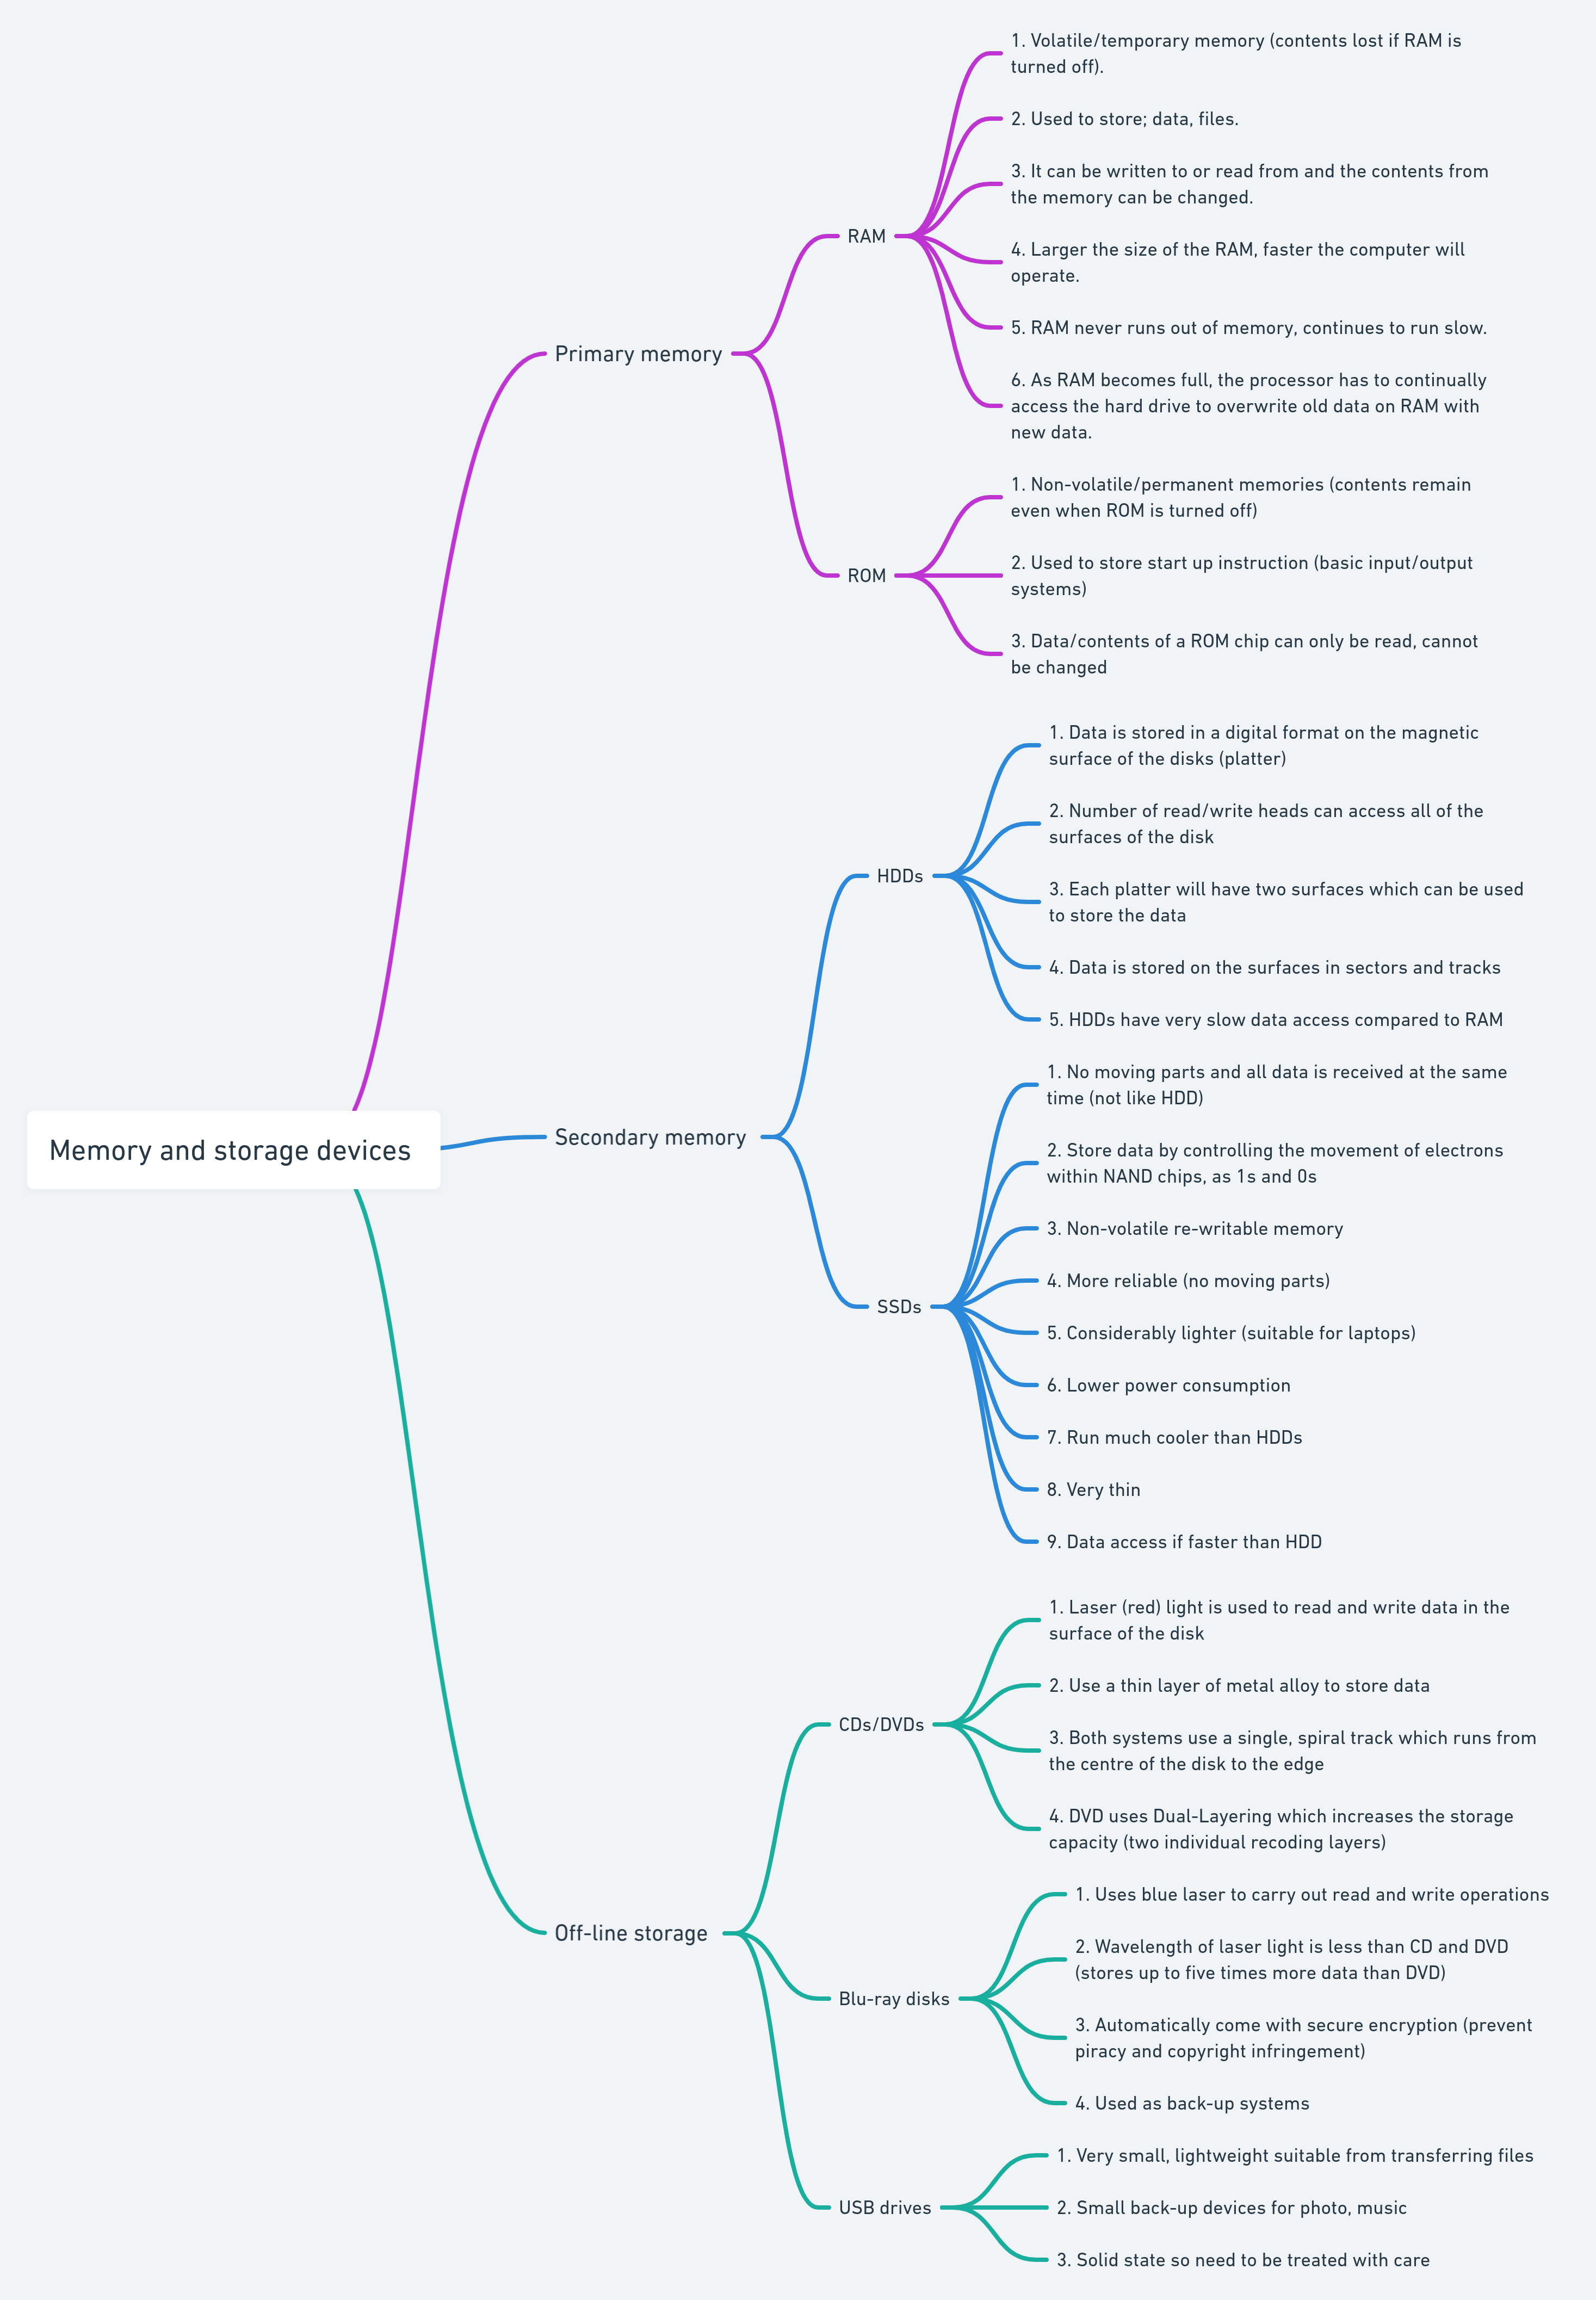 Memory and storage devices
Primary memory
RAM
1. Volatile/temporary memory (contents lost if RAM is
turned off).
2. Used to store; data, files.
3. It can be written to or read from and the contents from
the memory can be changed.
4. Larger the size of the RAM, faster the computer will
operate.
5. RAM never runs out of memory, continues to run slow.
6. As RAM becomes full, the processor has to continually
access the hard drive to overwrite old data on RAM with
new data.
ROM
1. Non-volatile/permanent memories (contents remain
even when ROM is turned off)
2. Used to store start up instruction (basic input/output
systems)
3. Data/contents of a ROM chip can only be read, cannot
be changed
Secondary memory
HDDs
1. Data is stored in a digital format on the magnetic
surface of the disks (platter)
2. Number of read/write heads can access all of the
surfaces of the disk
3. Each platter will have two surfaces which can be used
to store the data
4. Data is stored on the surfaces in sectors and tracks
5. HDDs have very slow data access compared to RAM
SSDs
1. No moving parts and all data is received at the same
time (not like HDD)
2. Store data by controlling the movement of electrons
within NAND chips, as 1s and 0s
3. Non-volatile re-writable memory
4. More reliable (no moving parts)
5. Considerably lighter (suitable for laptops)
6. Lower power consumption
7. Run much cooler than HDDs
8. Very thin
9. Data access if faster than HDD
Off-line storage
CDs/DVDs
1. Laser (red) light is used to read and write data in the
surface of the disk
2. Use a thin layer of metal alloy to store data
3. Both systems use a single, spiral track which runs from
the centre of the disk to the edge
4. DVD uses Dual-Layering which increases the storage
capacity (two individual recoding layers)
Blu-ray disks
1. Uses blue laser to carry out read and write operations
2. Wavelength of laser light is less than CD and DVD
(stores up to five times more data than DVD)
3. Automatically come with secure encryption (prevent
piracy and copyright infringement)
4. Used as back-up systems
USB drives
1. Very small, lightweight suitable from transferring files
2. Small back-up devices for photo, music
3. Solid state so need to be treated with care